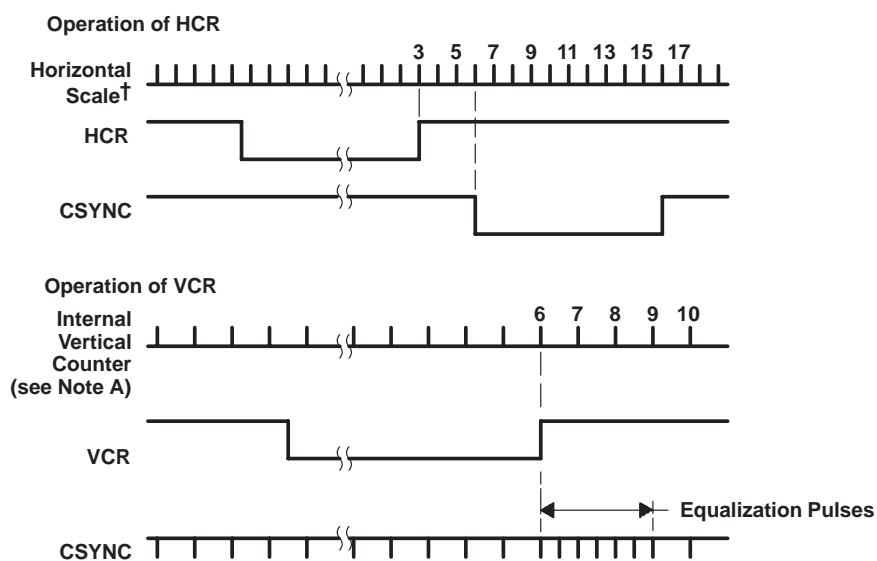 Operation of HCR
3 5 7 9 11 13 15 17
Horizontal
Scale†
HCR
CSYNC
Operation of VCR
6 7 8 9 10
Internal
Vertical
Counter
(see Note A)
VCR
Equalization Pulses
CSYNC